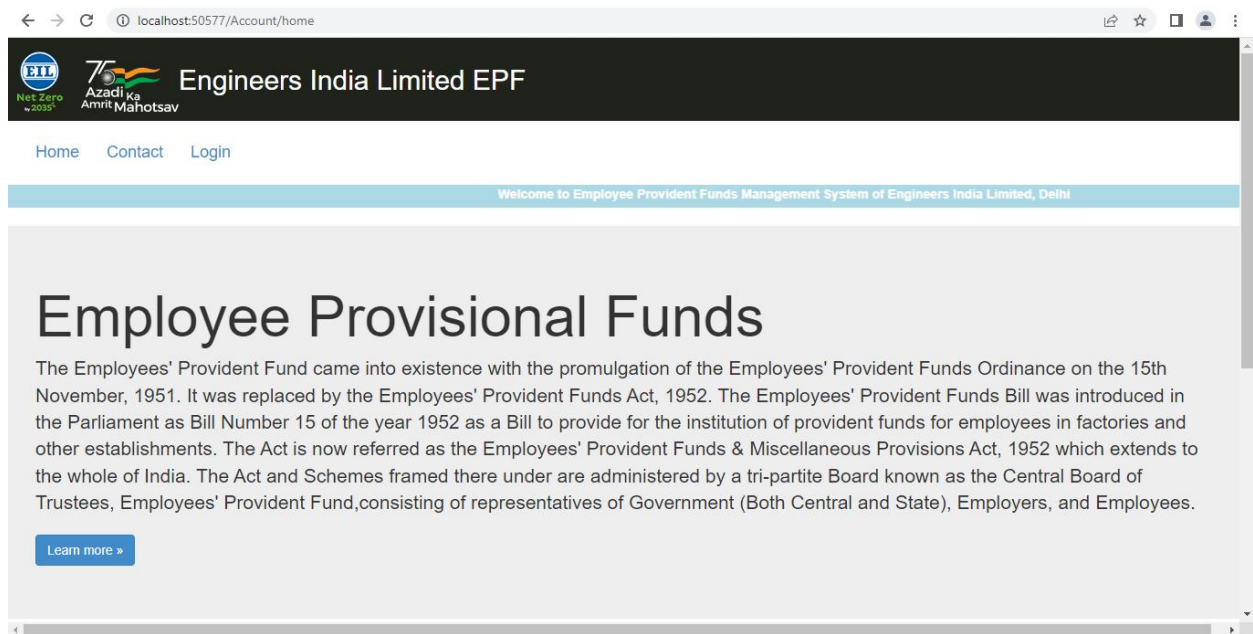 localhost:50577/Account/home
EIL
Net Zero
by 2035
75
Azadi Ka
Amrit Mahotsav
Engineers India Limited EPF
Home Contact Login
Welcome to Employee Provident Funds Management System of Engineers India Limited, Delhi
Employee Provisional Funds
The Employees' Provident Fund came into existence with the promulgation of the Employees' Provident Funds Ordinance on the 15th
November, 1951. It was replaced by the Employees' Provident Funds Act, 1952. The Employees' Provident Funds Bill was introduced in
the Parliament as Bill Number 15 of the year 1952 as a Bill to provide for the institution of provident funds for employees in factories and
other establishments. The Act is now referred as the Employees' Provident Funds & Miscellaneous Provisions Act, 1952 which extends to
the whole of India. The Act and Schemes framed there under are administered by a tri-partite Board known as the Central Board of
Trustees, Employees' Provident Fund,consisting of representatives of Government (Both Central and State), Employers, and Employees.
Learn more »